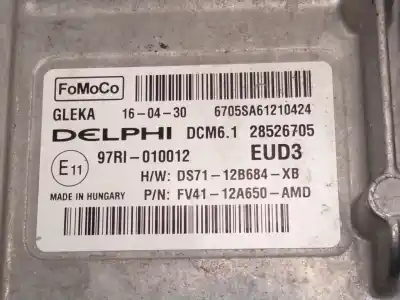 FoMoCo
GLEKA 16-04-30 6705SA61210424
DELPHI DCM6.1 28526705
E11 97RI-010012 EUD3
H/W: DS71-12B684-XB
MADE IN HUNGARY P/N: FV41-12A650-AMD